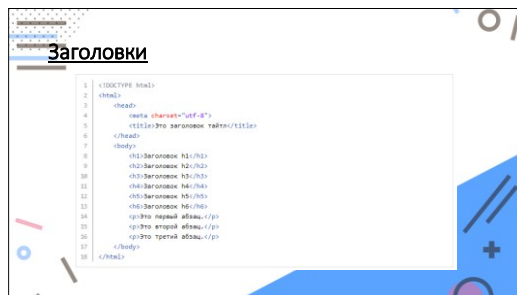 Заголовки
1 <!DOCTYPE html>
2 <html>
3 <head>
4 <meta charset="utf-8">
5 <title>Это заголовок тайтл</title>
6 </head>
7 <body>
8 <h1>Заголовок h1</h1>
9 <h2>Заголовок h2</h2>
10 <h3>Заголовок h3</h3>
11 <h4>Заголовок h4</h4>
12 <h5>Заголовок h5</h5>
13 <h6>Заголовок h6</h6>
14 <p>Это первый абзац.</p>
15 <p>Это второй абзац.</p>
16 <p>Это третий абзац.</p>
17 </body>
18 </html>